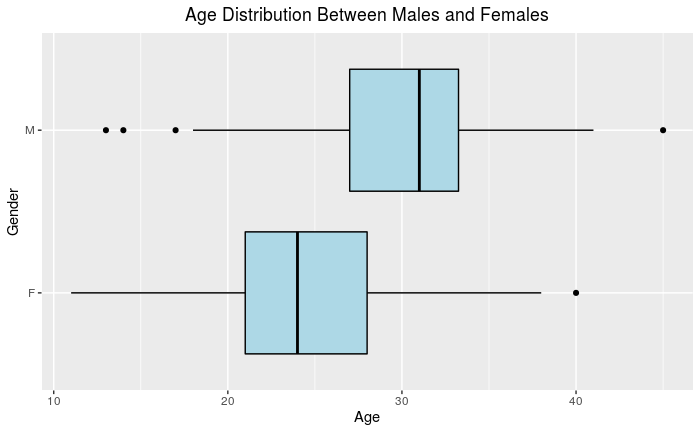 Age Distribution Between Males and Females
Gender
M
F
10 20 30 40
Age